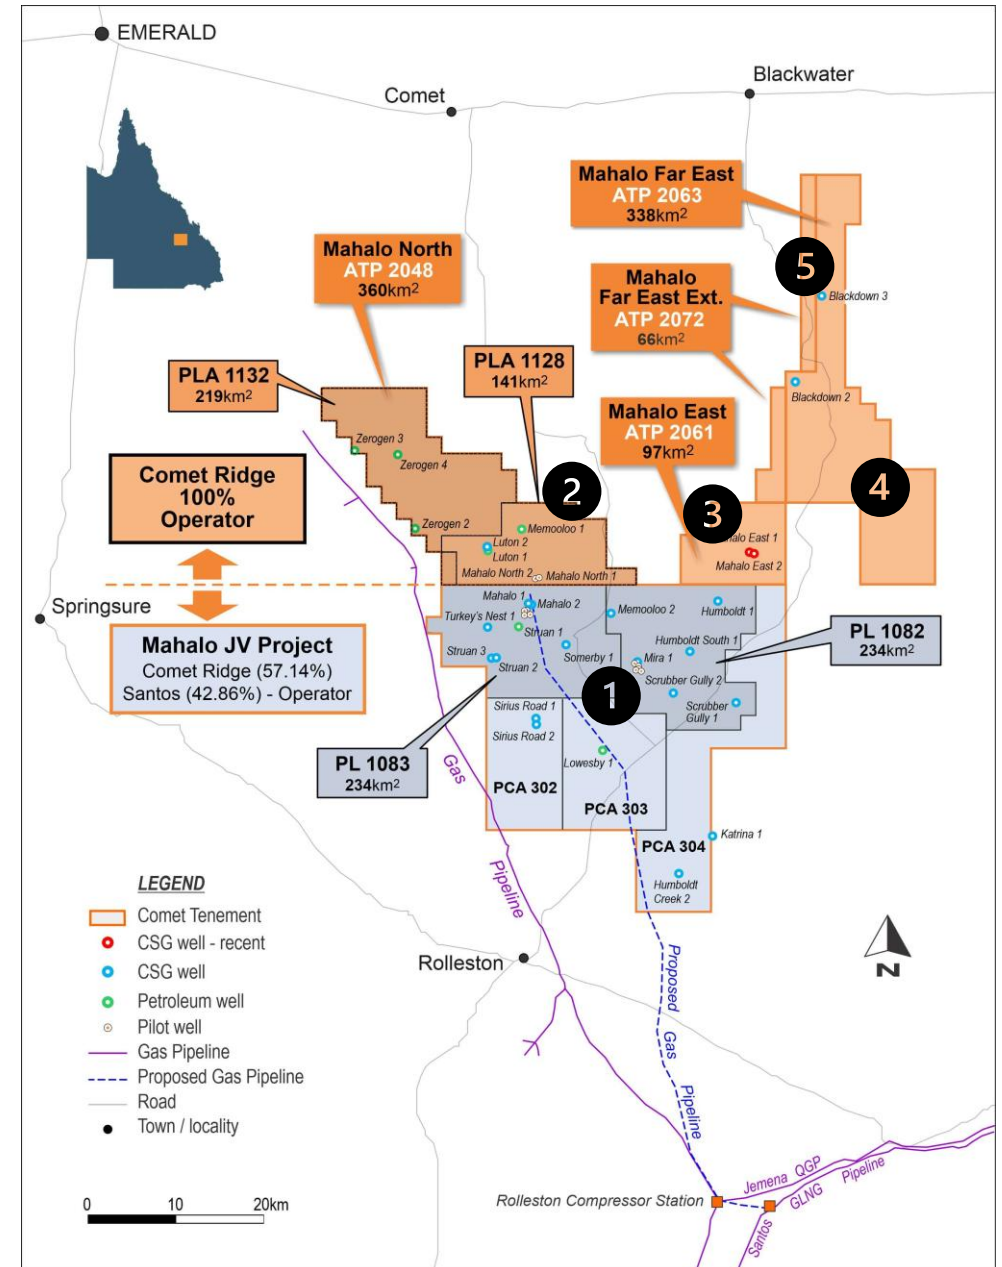 EMERALD
Comet
Blackwater
Mahalo Far East
ATP 2063
338km²
Mahalo North
ATP 2048
360km²
5
Mahalo
Far East Ext.
ATP 2072
66km²
Blackdown 3
PLA 1132
219km²
PLA 1128
141km²
Blackdown 2
Mahalo East
ATP 2061
97km²
Zerogen 3
Zerogen 4
Comet Ridge
100%
Operator
2
3
4
Zerogen 2
Memooloo 1
Luton 2
Luton 1
East 1
Mahalo East 2
Mahalo North 2
Mahalo North 1
Springsure
Mahalo JV Project
Comet Ridge (57.14%)
Santos (42.86%) - Operator
Mahalo 1
Mahalo 2
Memooloo 2
Humboldt 1
Turkey's Nest 1
Struan 1
Humboldt South 1
PL 1082
234km²
Struan 3
Struan 2
Somerby 1
Mira 1
Scrubber Gully 2
1
Scrubber
Gully 1
Sirius Road 1
Sirius Road 2
PL 1083
234km²
Lowesby 1
PCA 302
PCA 303
Gas
Pipeline
PCA 304
Katrina 1
Humboldt
Creek 2
LEGEND
Comet Tenement
CSG well - recent
CSG well
Petroleum well
Pilot well
Gas Pipeline
Proposed Gas Pipeline
Road
Town / locality
Rolleston
N
Proposed
Gas
Pipeline
0 10 20km
Rolleston Compressor Station
Jemena QGP
Santos GLNG Pipeline